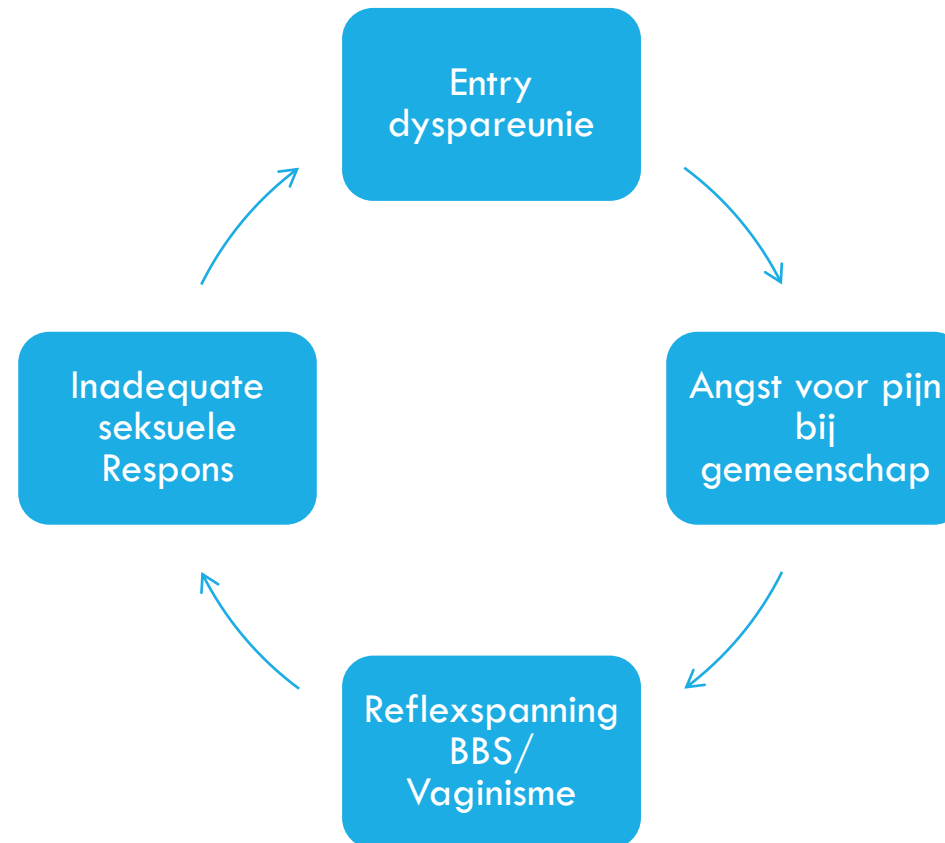 Entry
dyspareunie
Angst voor pijn
bij
gemeenschap
Reflexspanning
BBS/
Vaginisme
Inadequate
seksuele
Respons